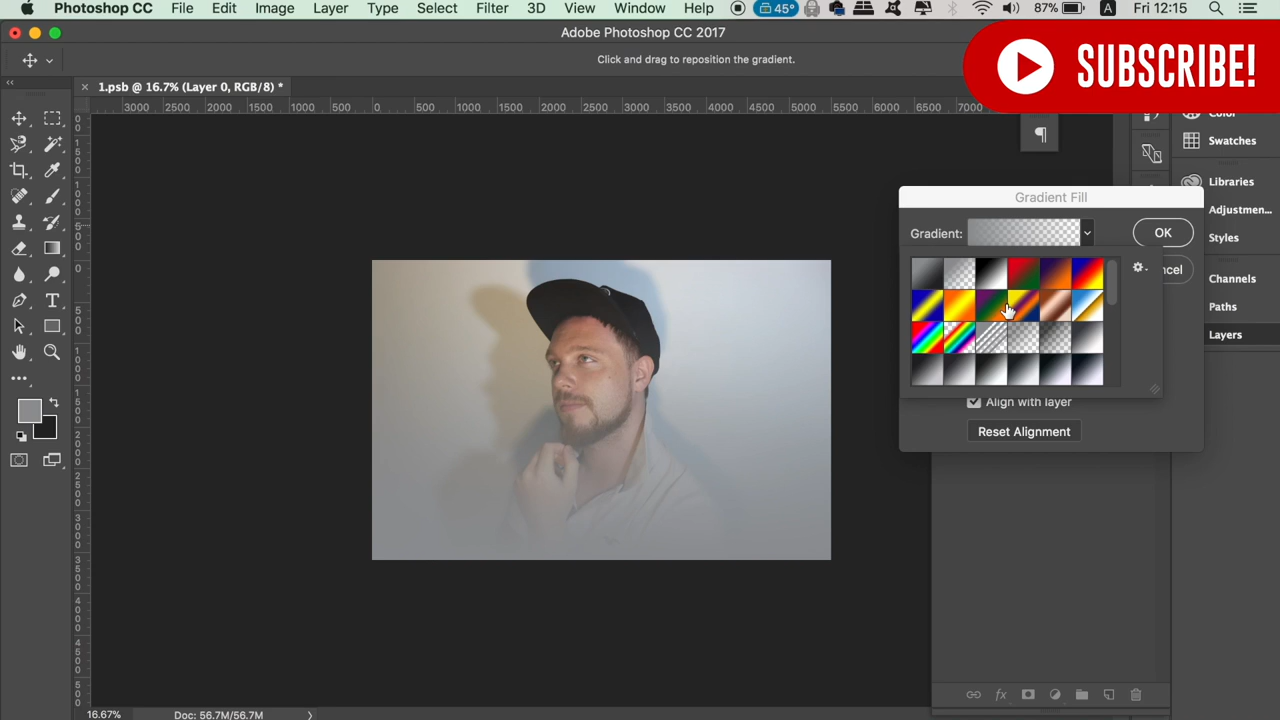 Photoshop CC File Edit Image Layer Type Select Filter 3D View Window Help 45° 87% A Fri 12:15
Adobe Photoshop CC 2017
Click and drag to reposition the gradient.
SUBSCRIBE!
1.psb @ 16.7% (Layer 0, RGB/8) *
3000 2500 2000 1500 1000 500 0 500 1000 1500 2000 2500 3000 3500 4000 4500 5000 5500 6000 6500 7000
Color
Swatches
Libraries
Adjustmen...
Styles
Channels
Paths
Layers
Gradient Fill
Gradient: OK
ncel
Align with layer
Reset Alignment
fx
16.67% Doc: 56.7M/56.7M